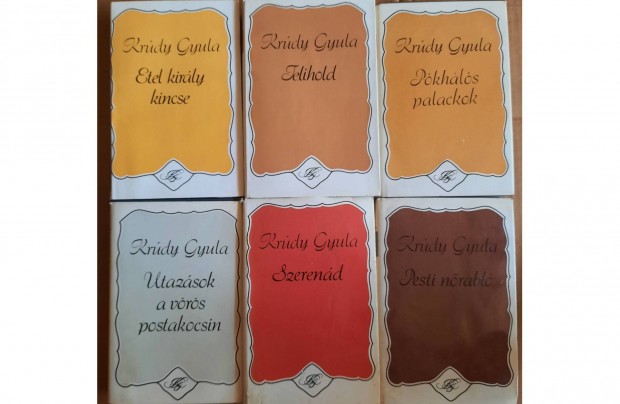 Krúdy Gyula
Etel király
kincse
Krúdy Gyula
Telihold
Krúdy Gyula
Pókhálós
palackok
Krúdy Gyula
Utazások
a vörös
postakocsin
Krúdy Gyula
Szerenád
Krúdy Gyula
Pesti nőrabló